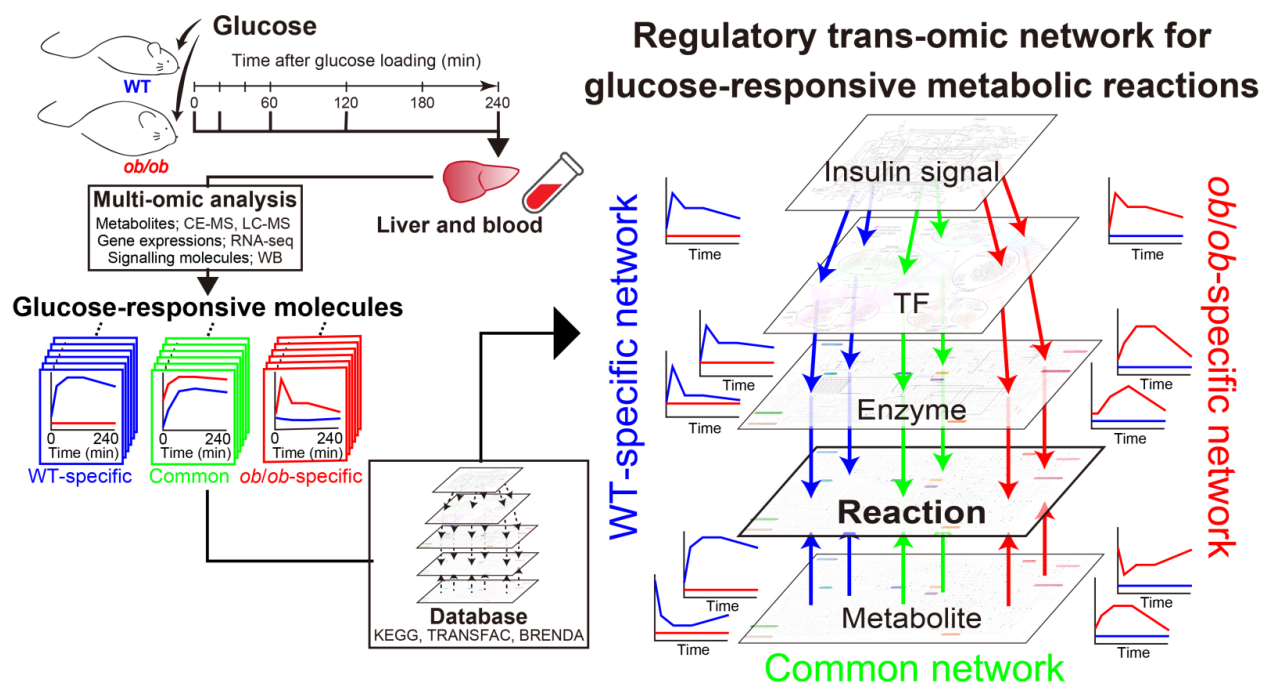 Glucose
WT
ob/ob
Time after glucose loading (min)
0 60 120 180 240
Liver and blood
Multi-omic analysis
Metabolites; CE-MS, LC-MS
Gene expressions; RNA-seq
Signalling molecules; WB
Glucose-responsive molecules
0 240
Time (min)
WT-specific
0 240
Time (min)
Common
0 240
Time (min)
ob/ob-specific
Database
KEGG, TRANSFAC, BRENDA
Regulatory trans-omic network for
glucose-responsive metabolic reactions
WT-specific network
Time
Time
Time
Time
Time
Insulin signal
TF
Enzyme
Reaction
Metabolite
Common network
Time
Time
Time
Time
Time
ob/ob-specific network